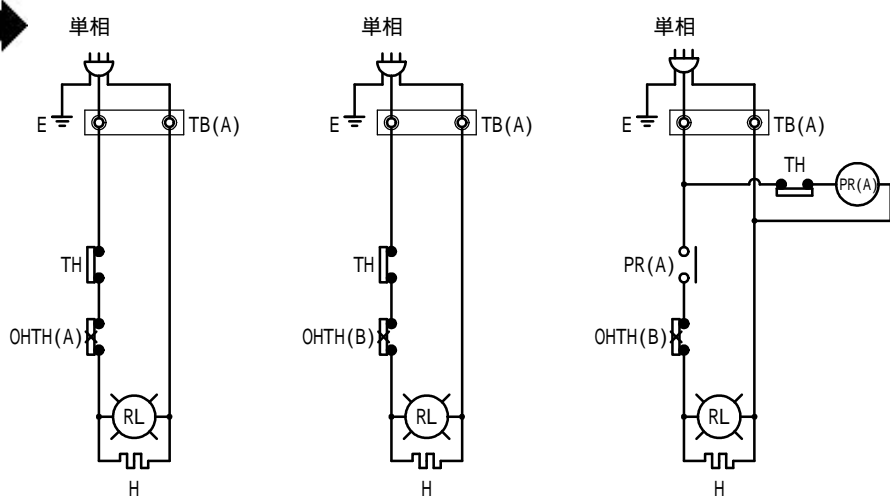 単相
E
TB(A)
TH
OHTH(A)
RL
H
単相
E
TB(A)
TH
OHTH(B)
RL
H
単相
E
TB(A)
TH
PR(A)
PR(A)
OHTH(B)
RL
H